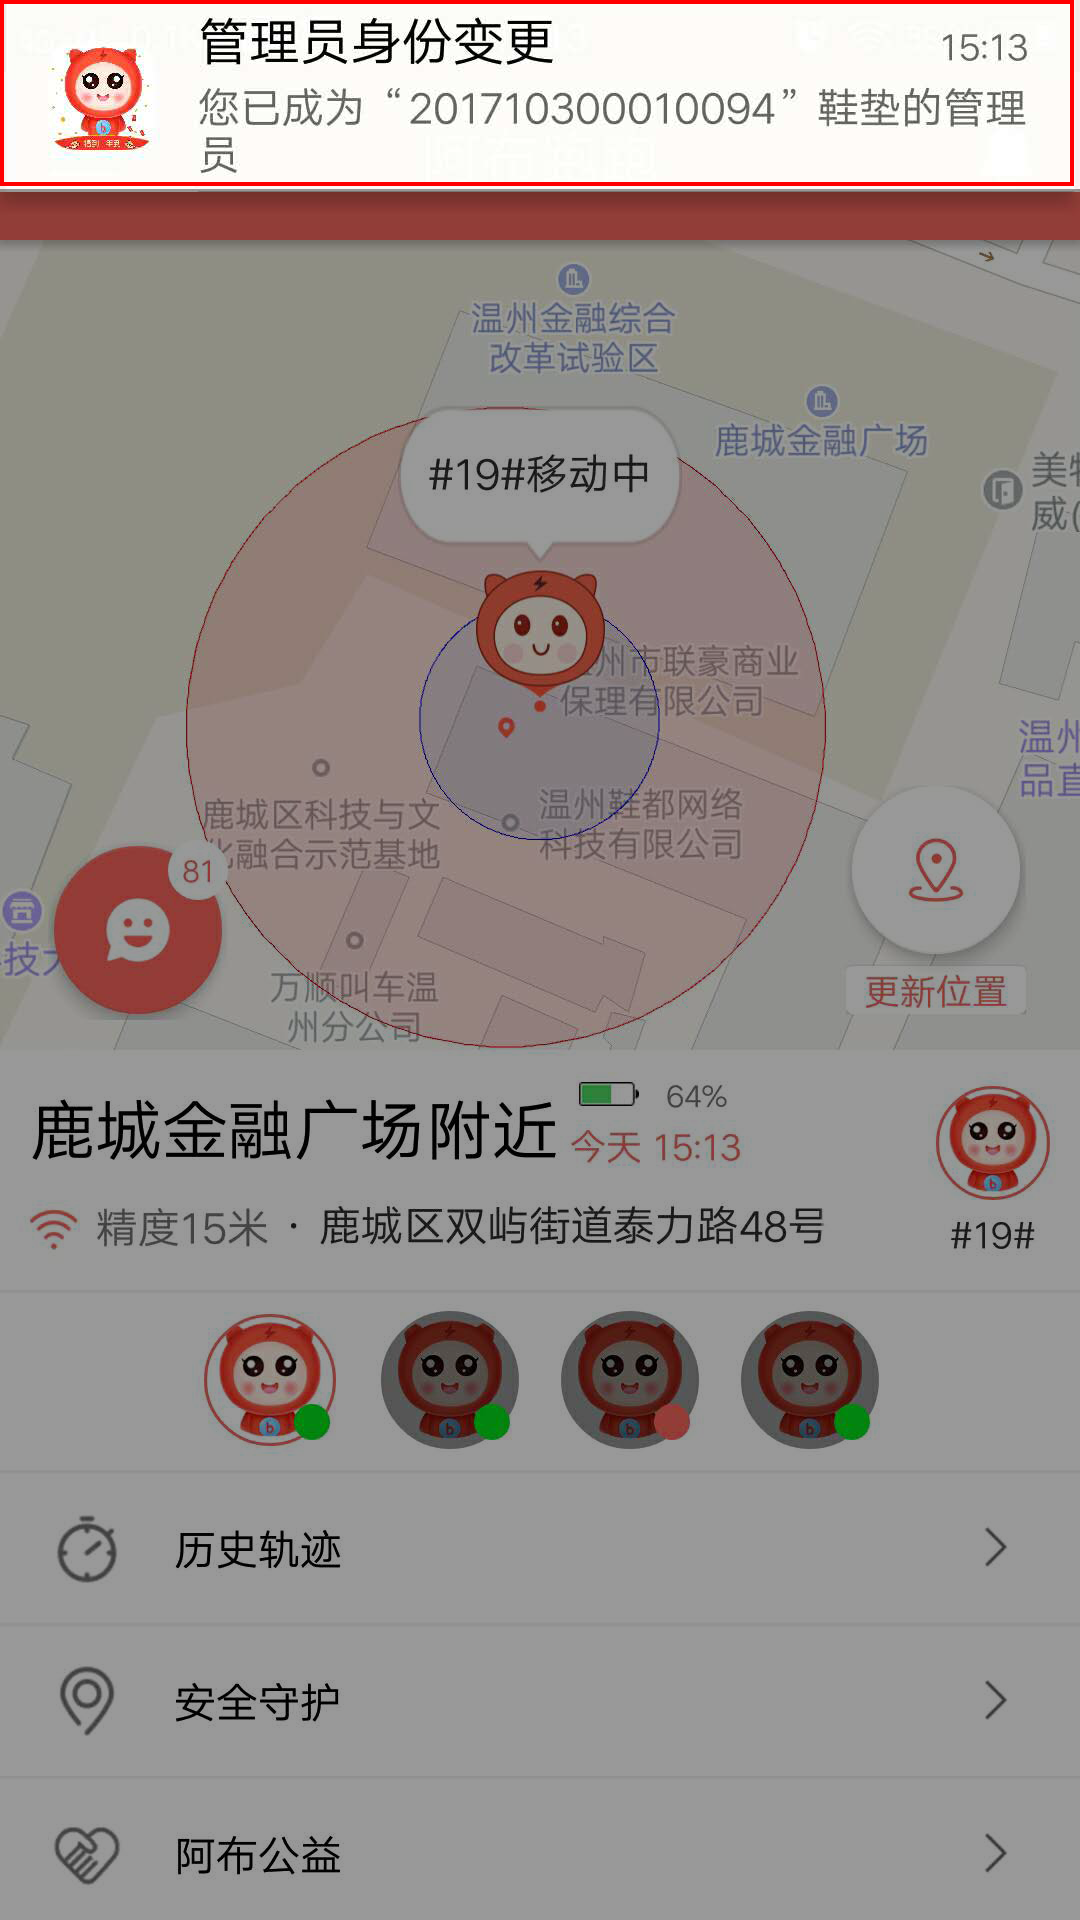 管理员身份变更
15:13
您已成为“201710300010094”鞋垫的管理
员
温州金融综合
改革试验区
鹿城金融广场
#19#移动中
州市联豪商业
保理有限公司
温州
品直
鹿城区科技与文
化融合示范基地
温州鞋都网络
科技有限公司
81
技
万顺叫车温
州分公司
更新位置
鹿城金融广场附近
64%
今天 15:13
精度15米 · 鹿城区双屿街道泰力路48号
#19#
历史轨迹
安全守护
阿布公益